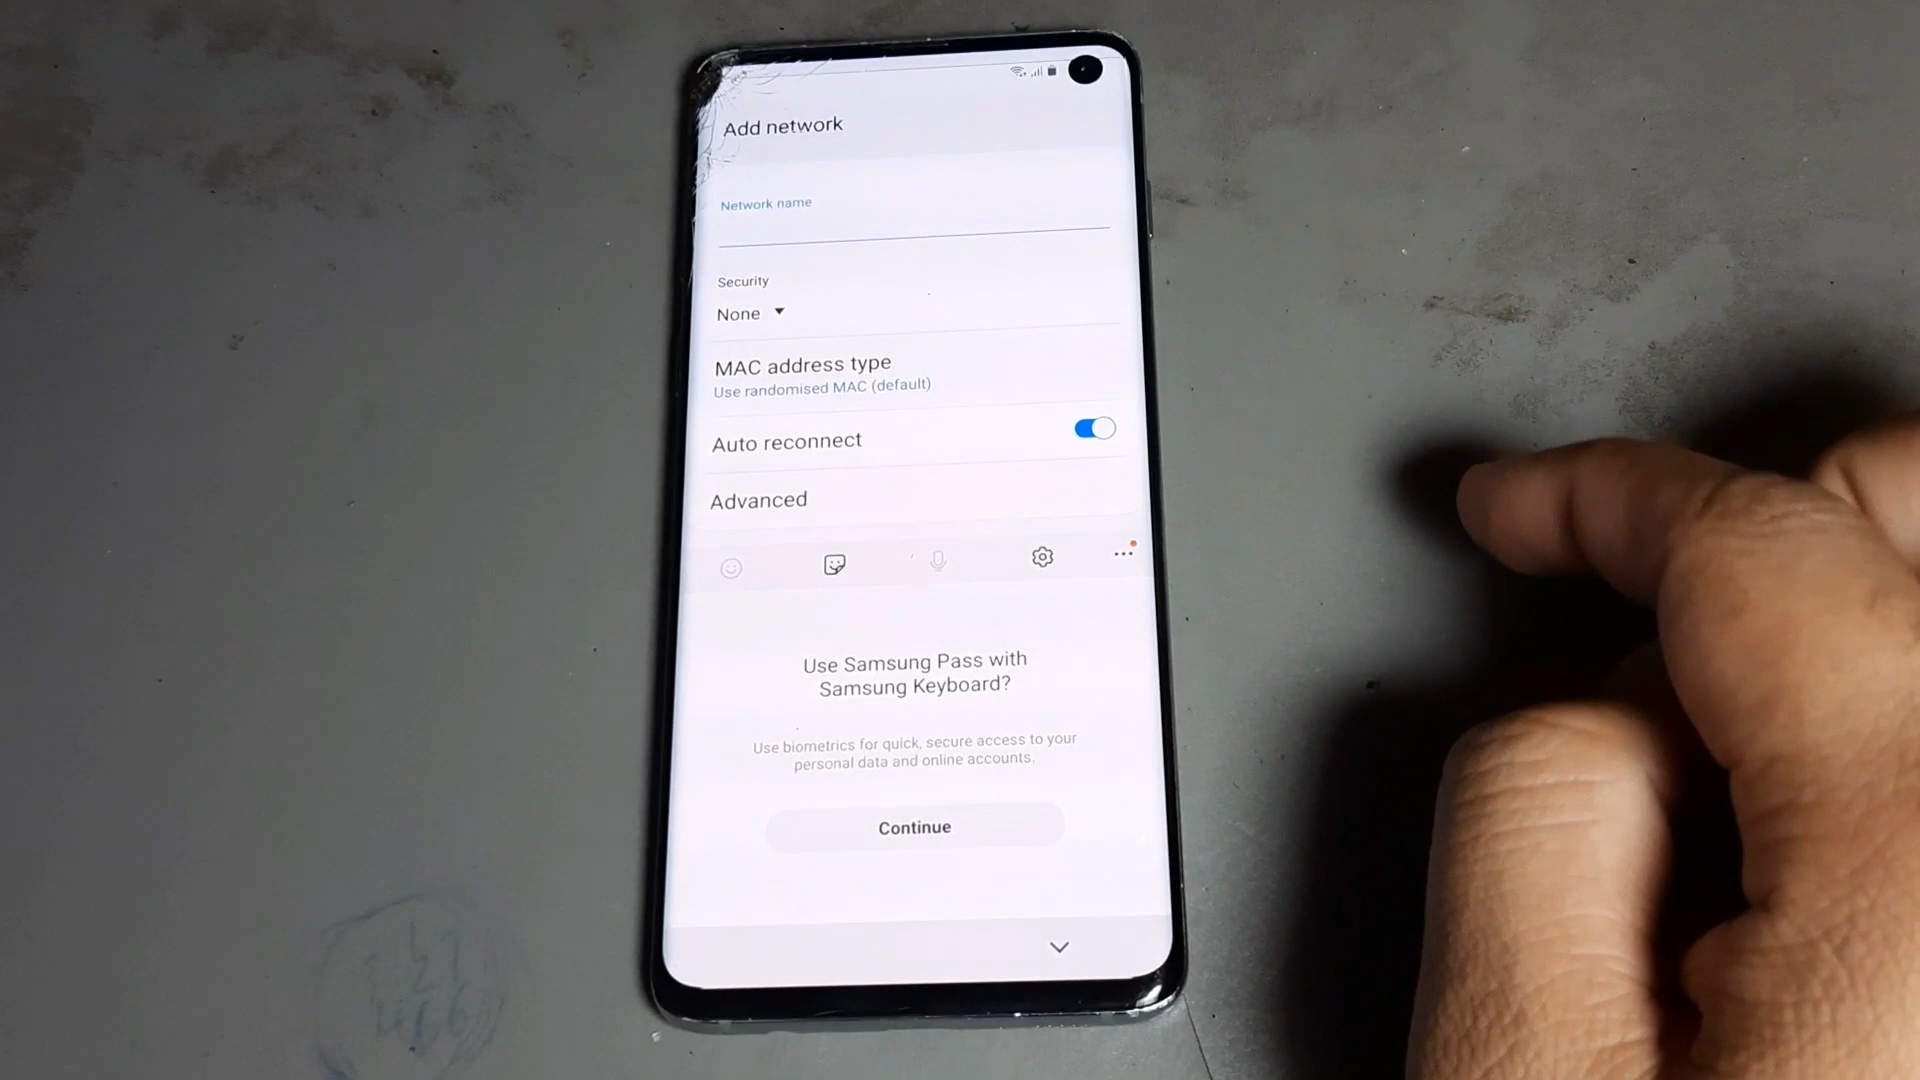 Add network
Network name
Security
None
MAC address type
Use randomised MAC (default)
Auto reconnect
Advanced
Use Samsung Pass with
Samsung Keyboard?
Use biometrics for quick, secure access to your
personal data and online accounts.
Continue